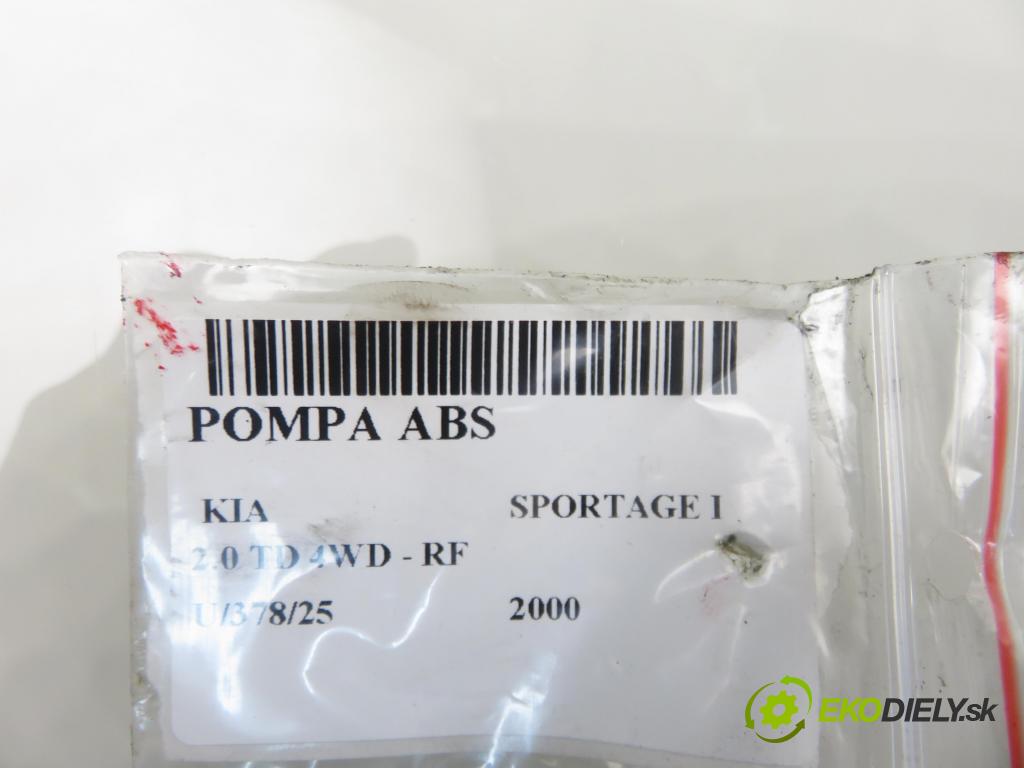 POMPA ABS
KIA SPORTAGE I
2.0 TD 4WD - RF
U/378/25 2000
EKODIELY.sk